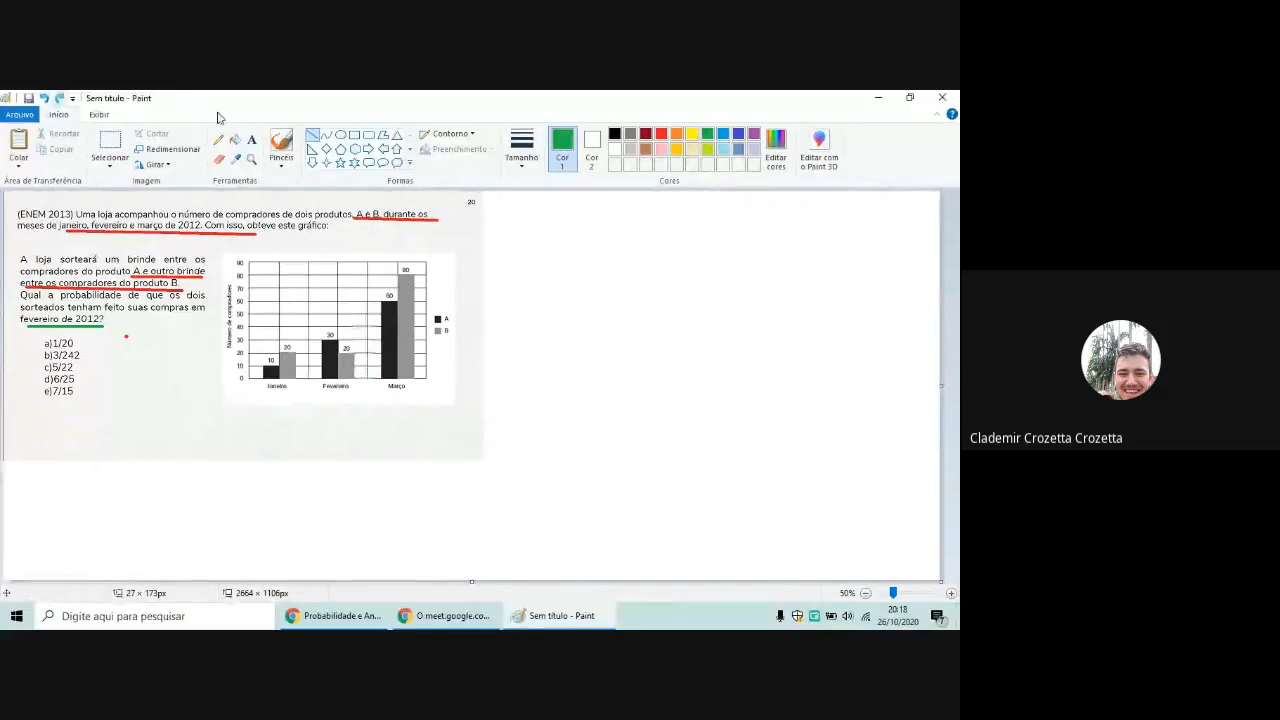 Sem título - Paint
Arquivo Início Exibir
Colar
Recortar
Copiar
Área de Transferência
Selecionar
Cortar
Redimensionar
Girar
Imagem
A
Ferramentas
Pincéis
Contorno
Preenchimento
Formas
Tamanho
Cor 1
Cor 2
Editar cores
Cores
Editar com o Paint 3D
20
(ENEM 2013) Uma loja acompanhou o número de compradores de dois produtos, A e B, durante os
meses de janeiro, fevereiro e março de 2012. Com isso, obteve este gráfico:
A loja sorteará um brinde entre os
compradores do produto A e outro brinde
entre os compradores do produto B.
Qual a probabilidade de que os dois
sorteados tenham feito suas compras em
fevereiro de 2012?
a)1/20
b)3/242
c)5/22
d)6/25
e)7/15
Número de compradores
90
80
70
60
50
40
30
20
10
0
10 20 30 20 60 80
Janeiro Fevereiro Março
A
B
Clademir Crozetta Crozetta
27 × 173px 2664 × 1106px 50%
Digite aqui para pesquisar
Probabilidade e An...
O meet.google.co...
Sem título - Paint
20:18
26/10/2020